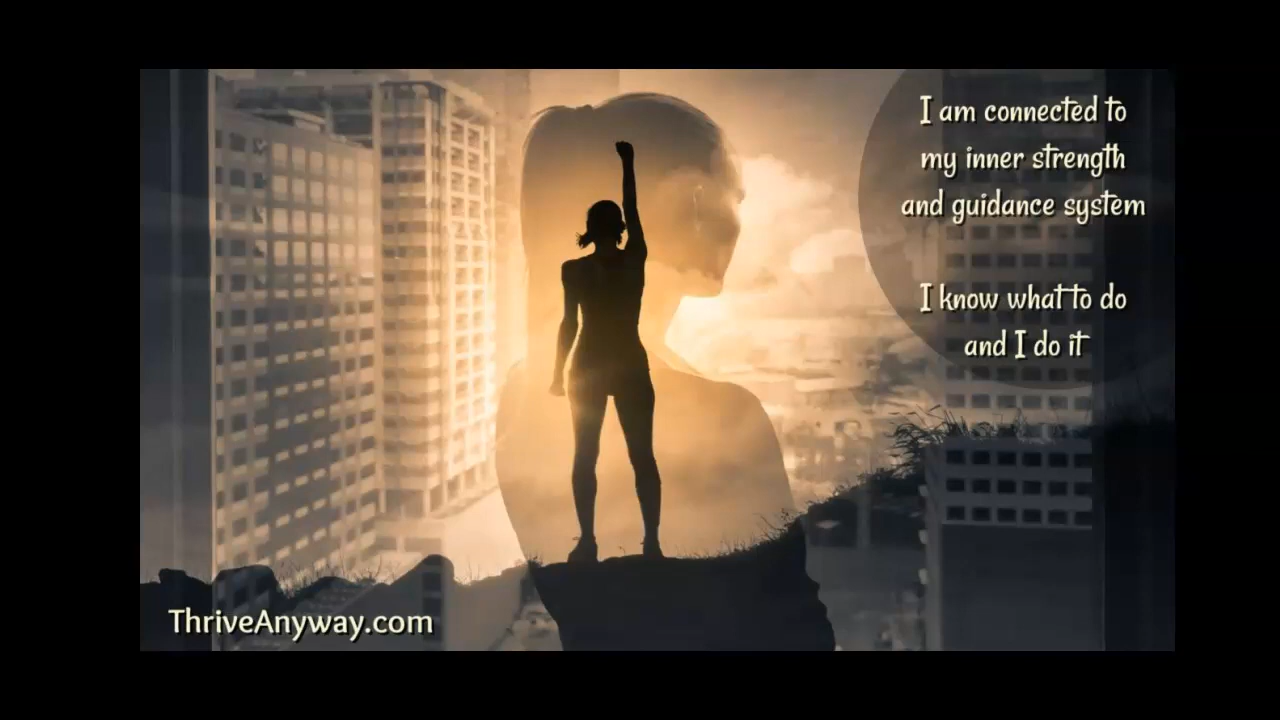 I am connected to
my inner strength
and guidance system
I know what to do
and I do it
ThriveAnyway.com